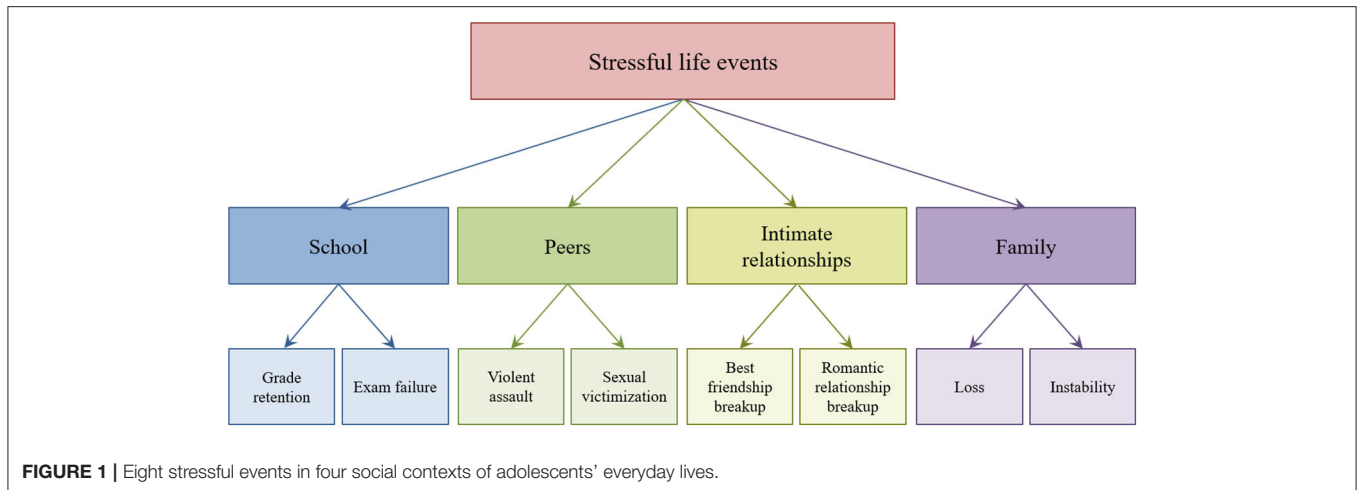 Stressful life events
School
Peers
Intimate
relationships
Family
Grade
retention
Exam failure
Violent
assault
Sexual
victimization
Best
friendship
breakup
Romantic
relationship
breakup
Loss
Instability
FIGURE 1 | Eight stressful events in four social contexts of adolescents’ everyday lives.